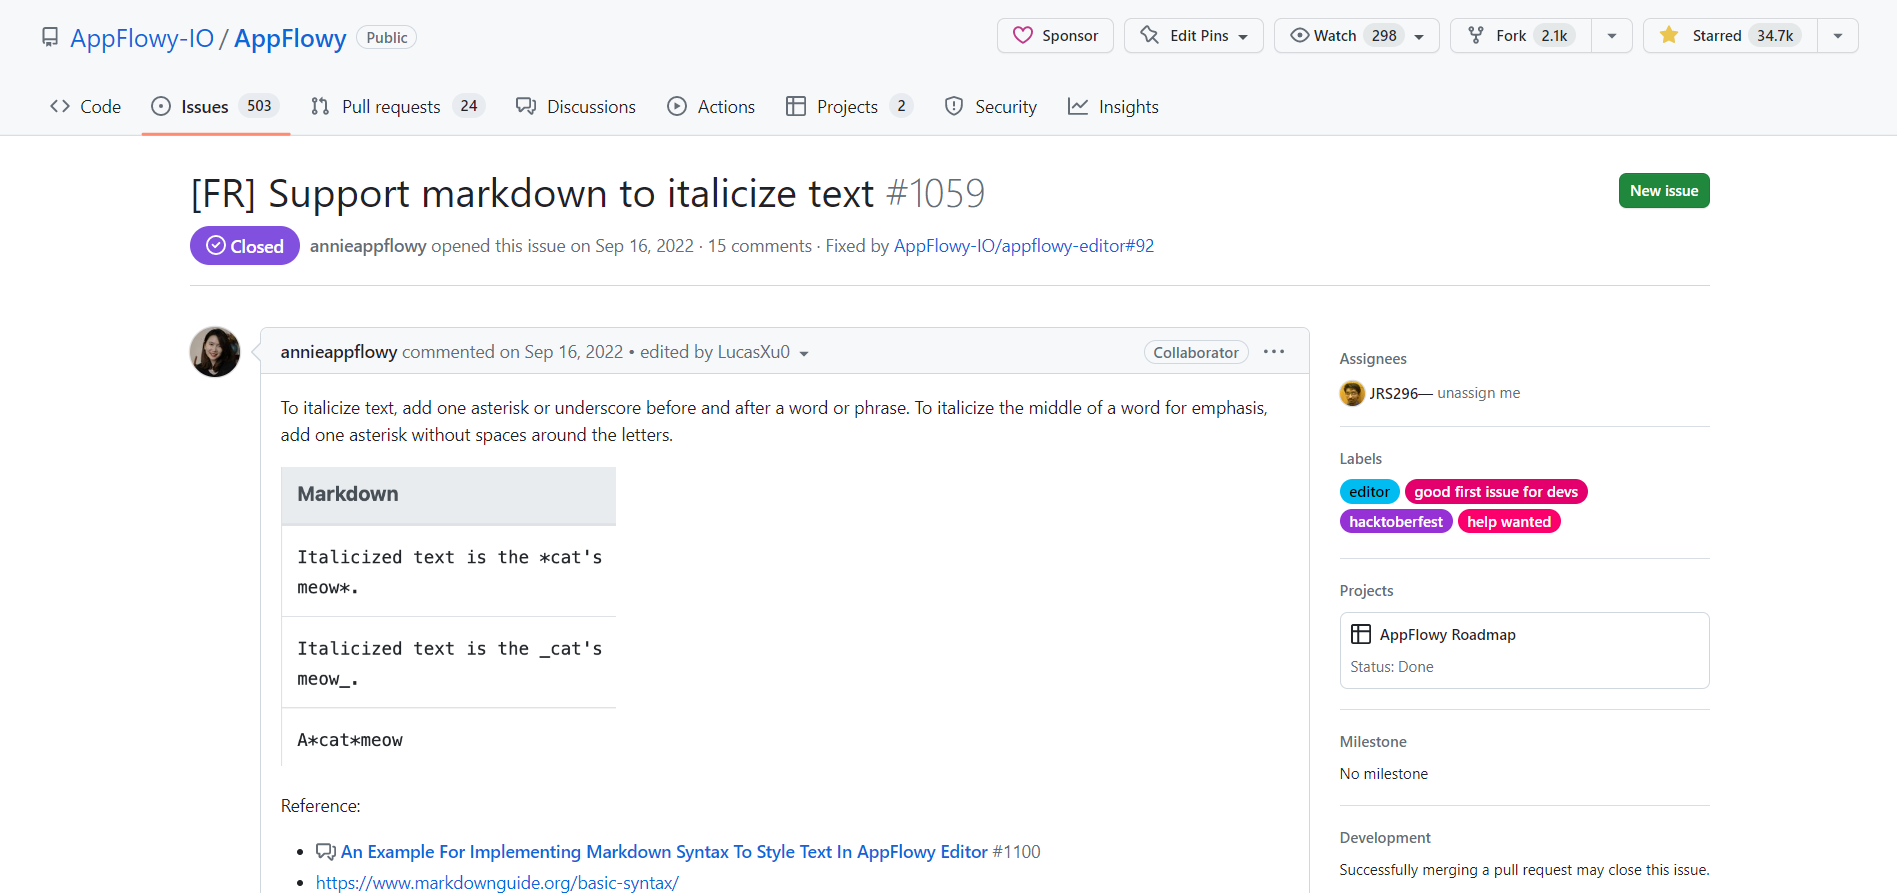 AppFlowy-IO / AppFlowy Public
Sponsor Edit Pins Watch 298 Fork 2.1k Starred 34.7k
Code Issues 503 Pull requests 24 Discussions Actions Projects 2 Security Insights
[FR] Support markdown to italicize text #1059
New issue
Closed annieappflowy opened this issue on Sep 16, 2022 · 15 comments · Fixed by AppFlowy-IO/appflowy-editor#92
annieappflowy commented on Sep 16, 2022 • edited by LucasXu0
Collaborator
To italicize text, add one asterisk or underscore before and after a word or phrase. To italicize the middle of a word for emphasis,
add one asterisk without spaces around the letters.
Markdown
Italicized text is the *cat's
meow*.
Italicized text is the _cat's
meow_.
A*cat*meow
Reference:
• An Example For Implementing Markdown Syntax To Style Text In AppFlowy Editor #1100
• https://www.markdownguide.org/basic-syntax/
Assignees
JRS296— unassign me
Labels
editor good first issue for devs
hacktoberfest help wanted
Projects
AppFlowy Roadmap
Status: Done
Milestone
No milestone
Development
Successfully merging a pull request may close this issue.